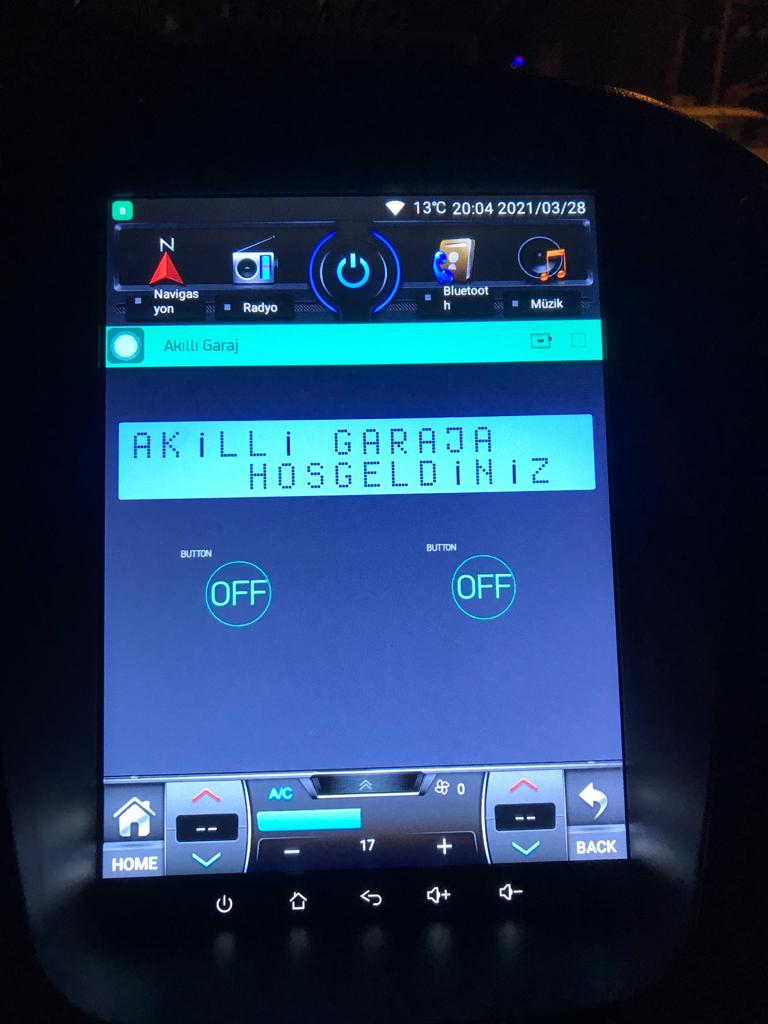 B
13°C 20:04 2021/03/28
N
Navigas
yon
Radyo
Bluetoot
h
Müzik
Akıllı Garaj
AKiLLi GARAJA
HOSGELDiNiZ
BUTTON
OFF
BUTTON
OFF
A/C
0
--
--
− 17 +
HOME
BACK